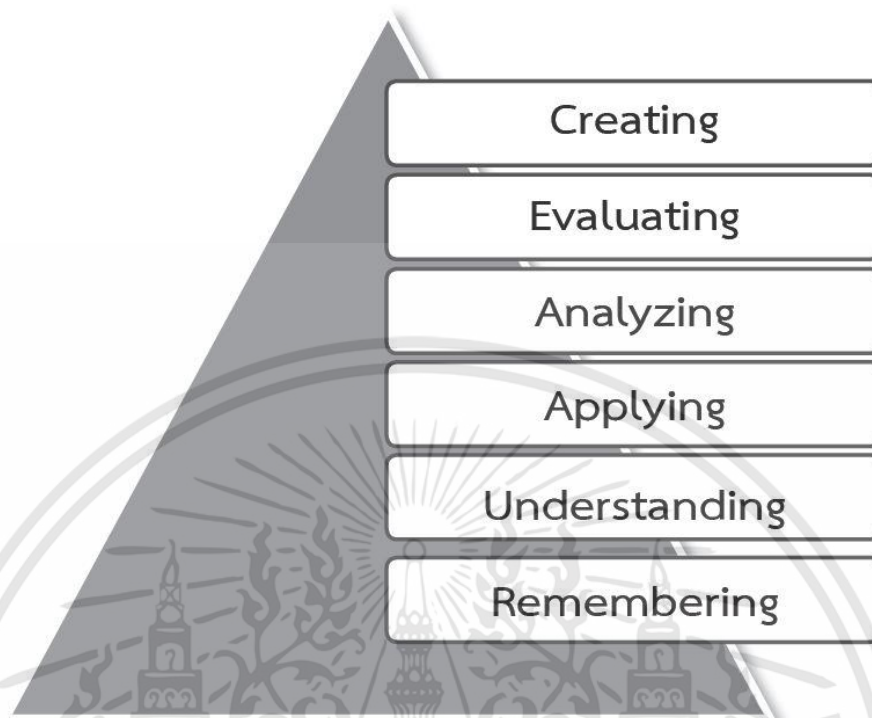 Creating
Evaluating
Analyzing
Applying
Understanding
Remembering